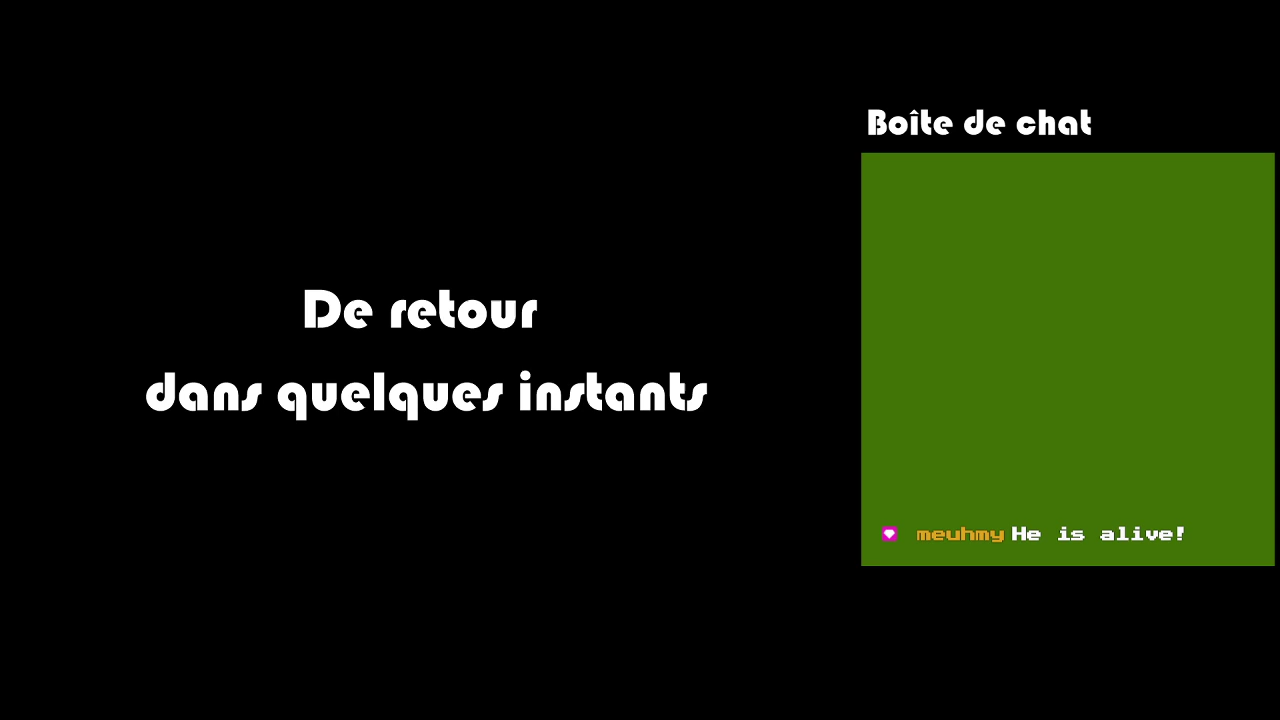 De retour
dans quelques instants
Boîte de chat
meuhmy He is alive!